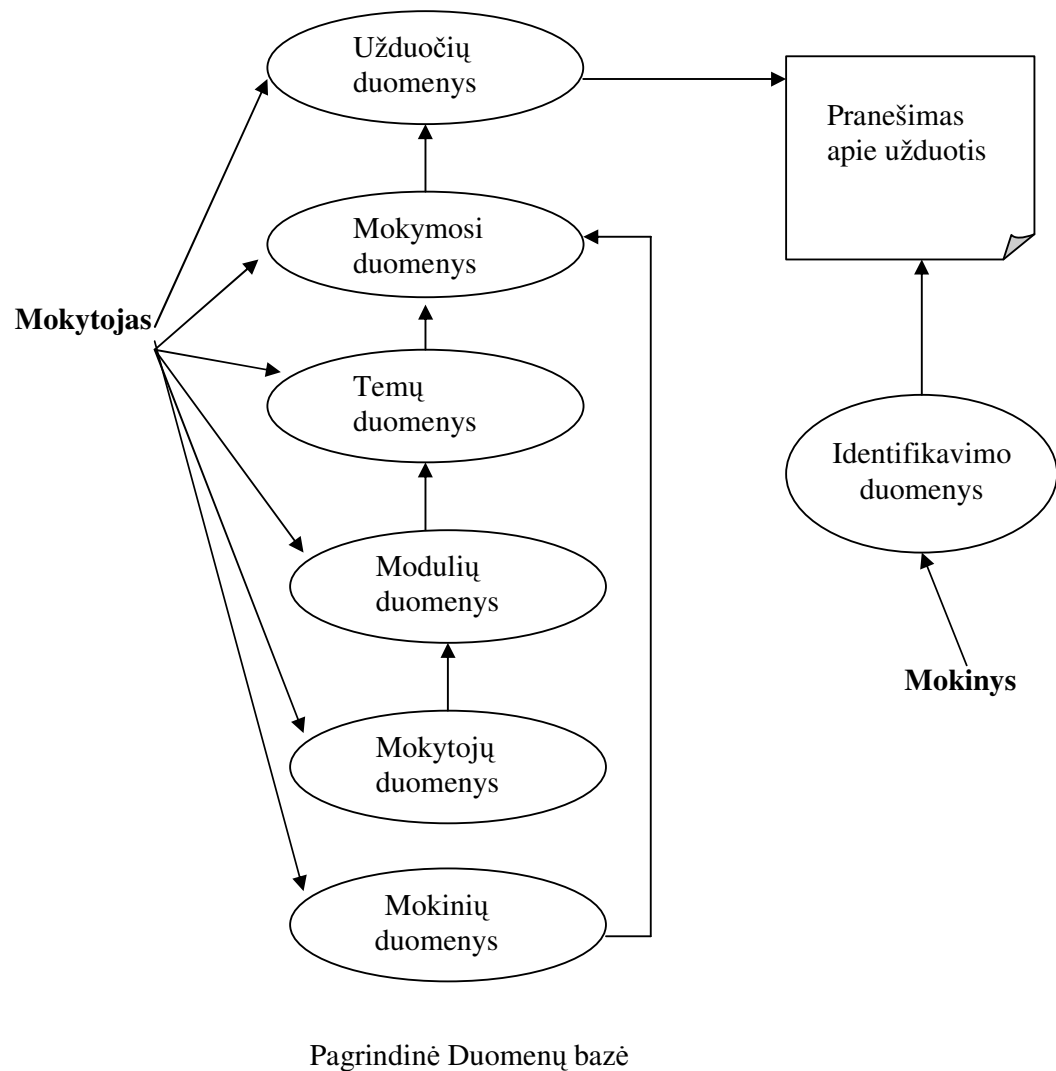 Užduočių
duomenys
Pranešimas
apie užduotis
Mokymosi
duomenys
Mokytojas
Temų
duomenys
Identifikavimo
duomenys
Modulių
duomenys
Mokinys
Mokytojų
duomenys
Mokinių
duomenys
Pagrindinė Duomenų bazė